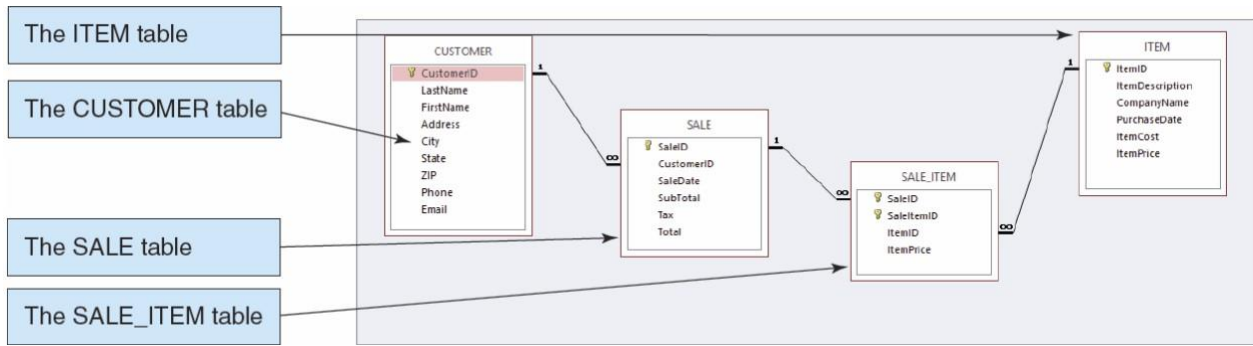 The ITEM table
The CUSTOMER table
The SALE table
The SALE_ITEM table
CUSTOMER
CustomerID
LastName
FirstName
Address
City
State
ZIP
Phone
Email
1
∞
SALE
SaleID
CustomerID
SaleDate
SubTotal
Tax
Total
1
∞
SALE_ITEM
SaleID
SaleItemID
ItemID
ItemPrice
∞
1
ITEM
ItemID
ItemDescription
CompanyName
PurchaseDate
ItemCost
ItemPrice